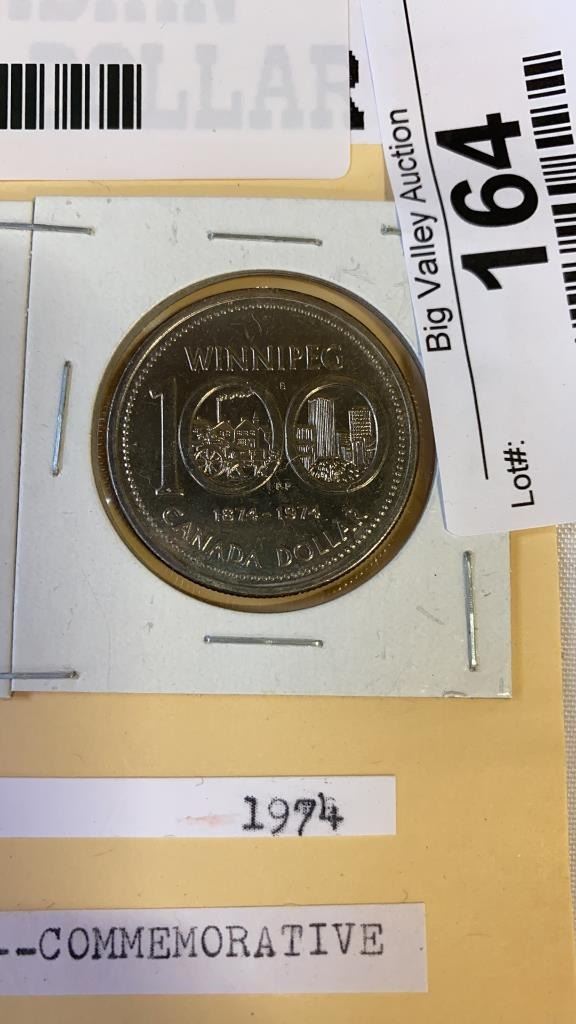 DOLLAR
Big Valley Auction
164
Lot#:
WINNIPEG
100
1874-1974
CANADA DOLLAR
1974
--COMMEMORATIVE